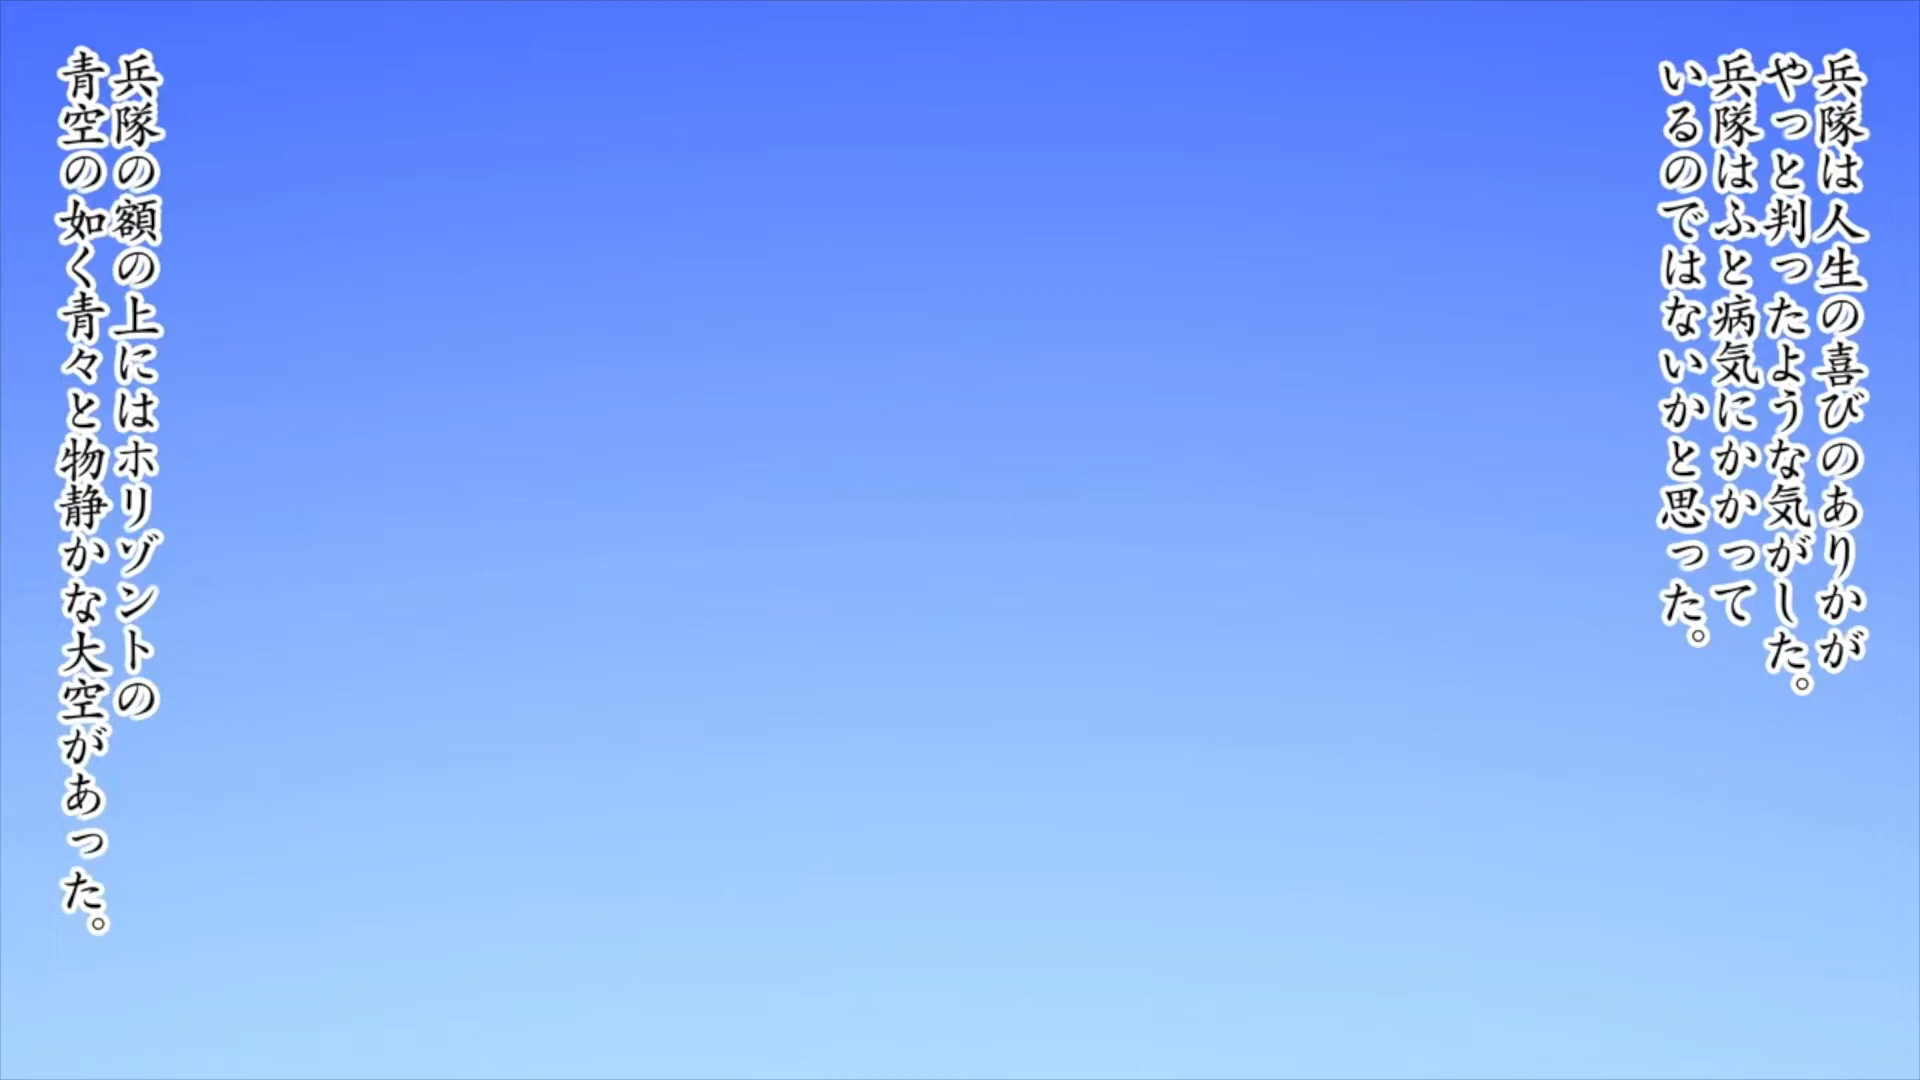 兵隊は人生の喜びのありかが
やっと判ったような気がした。
兵隊はふと病気にかかって
いるのではないかと思った。
兵隊の額の上にはホリゾントの
青空の如く青々と物静かな大空があった。